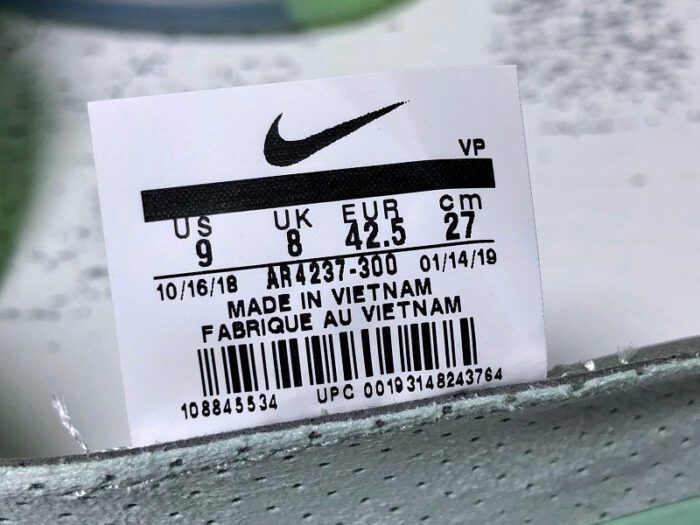 VP
US UK EUR cm
9 8 42.5 27
10/16/18 AR4237-300 01/14/19
MADE IN VIETNAM
FABRIQUE AU VIETNAM
108845534 UPC 00193148243764